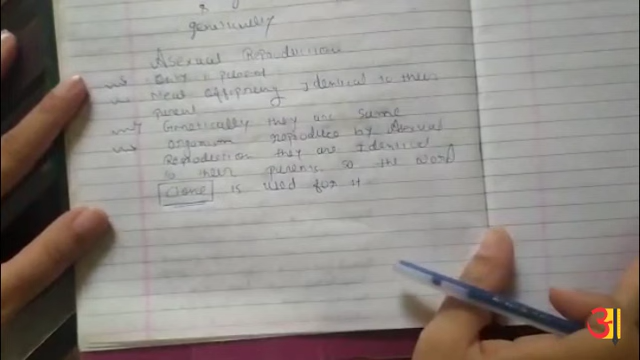 genetically
Asexual Reproduction
only 1 parent
New offspring Identical to their
parent
Genetically they are same
organism reproduce by Asexual
Reproduction they are Identical
to their parents so the word
Clone is used for it